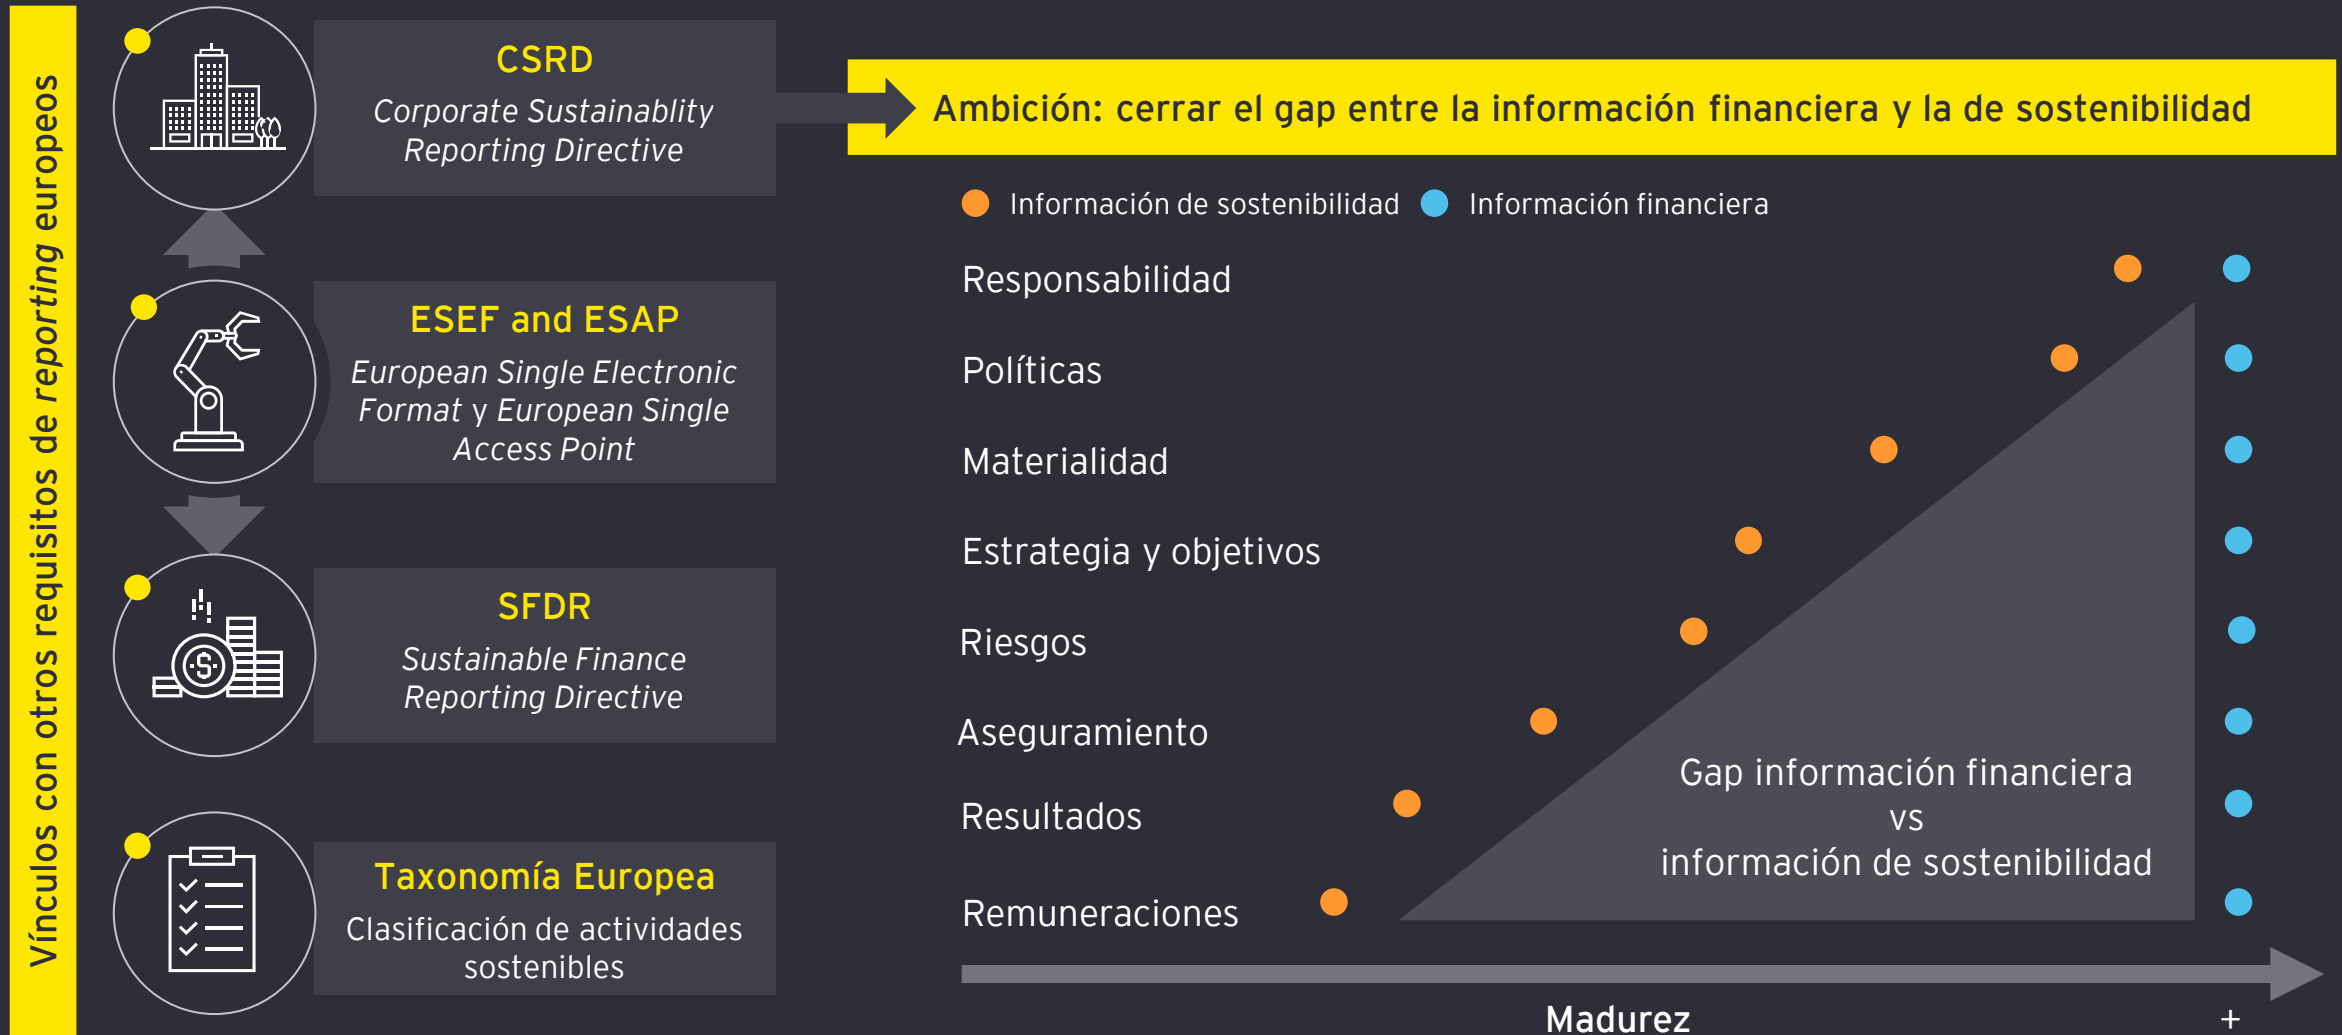 Vínculos con otros requisitos de reporting europeos
CSRD
Corporate Sustainablity
Reporting Directive
ESEF and ESAP
European Single Electronic
Format y European Single
Access Point
SFDR
Sustainable Finance
Reporting Directive
Taxonomía Europea
Clasificación de actividades
sostenibles
Ambición: cerrar el gap entre la información financiera y la de sostenibilidad
Información de sostenibilidad
Información financiera
Responsabilidad
Políticas
Materialidad
Estrategia y objetivos
Riesgos
Aseguramiento
Resultados
Remuneraciones
Gap información financiera
vs
información de sostenibilidad
Madurez
+